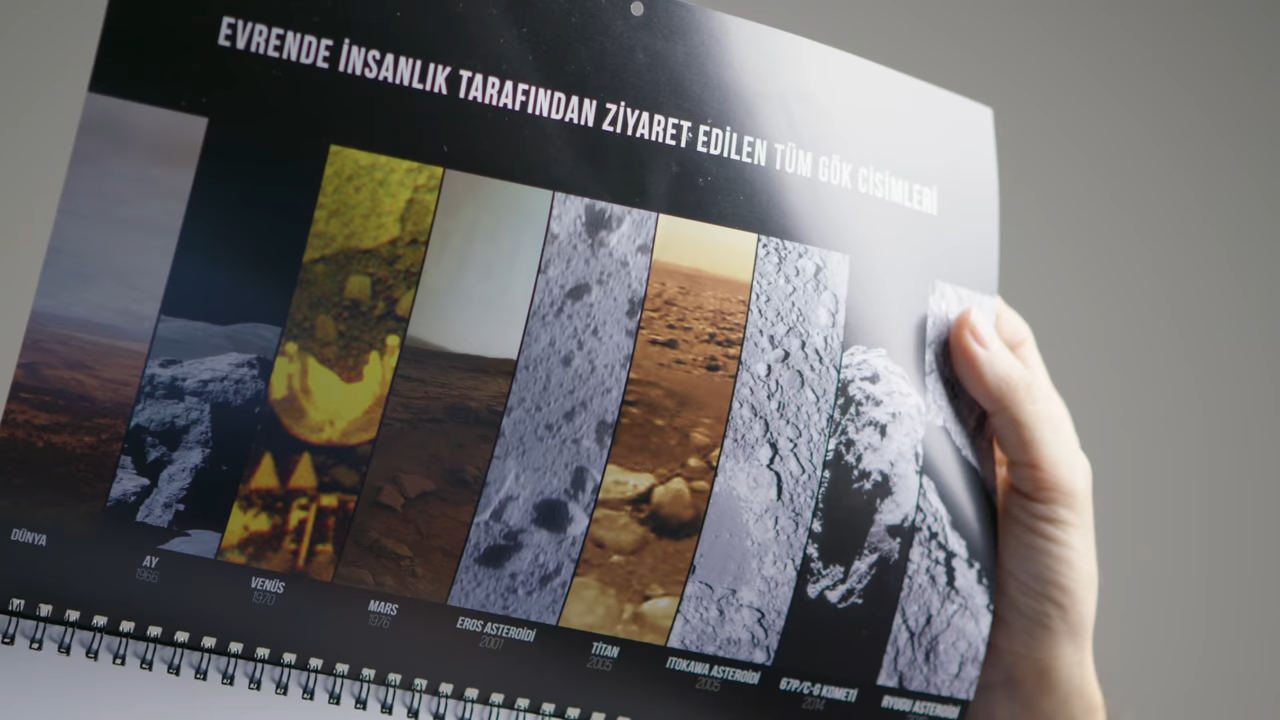 EVRENDE İNSANLIK TARAFINDAN ZİYARET EDİLEN TÜM GÖK CİSİMLERİ
DÜNYA
AY
1966
VENÜS
1970
MARS
1976
EROS ASTEROİDİ
2001
TİTAN
2005
ITOKAWA ASTEROİDİ
2005
67P/C-G KOMETİ
2014
RYUGU ASTEROİDİ